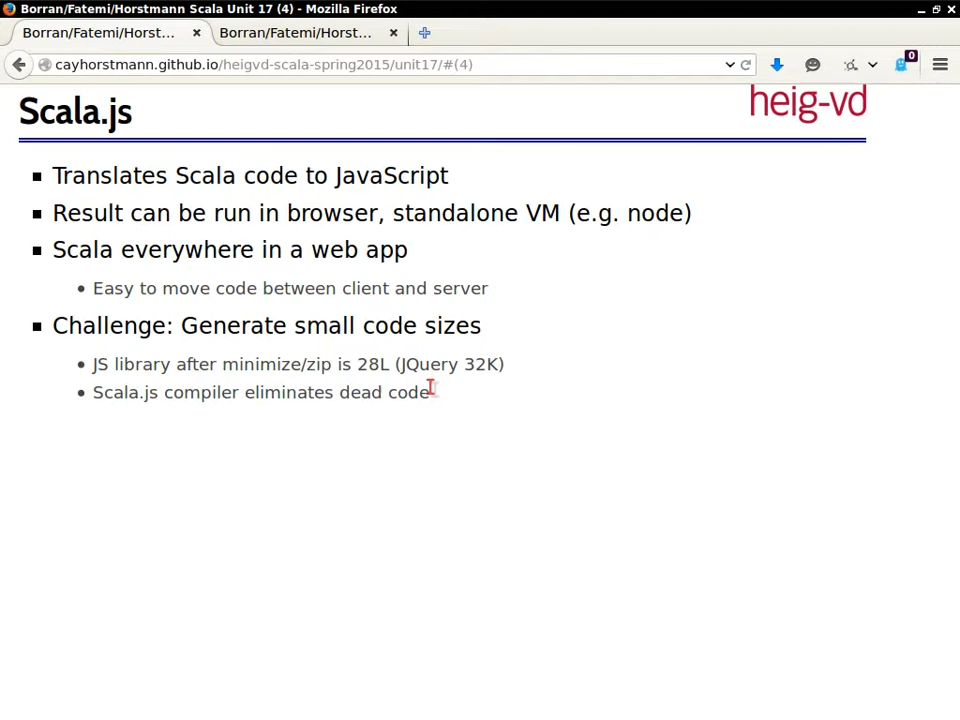 Borran/Fatemi/Horstmann Scala Unit 17 (4) - Mozilla Firefox
Borran/Fatemi/Horst... Borran/Fatemi/Horst...
cayhorstmann.github.io/heigvd-scala-spring2015/unit17/#(4)
0
Scala.js
heig-vd
Translates Scala code to JavaScript
Result can be run in browser, standalone VM (e.g. node)
Scala everywhere in a web app
Easy to move code between client and server
Challenge: Generate small code sizes
JS library after minimize/zip is 28L (JQuery 32K)
Scala.js compiler eliminates dead code